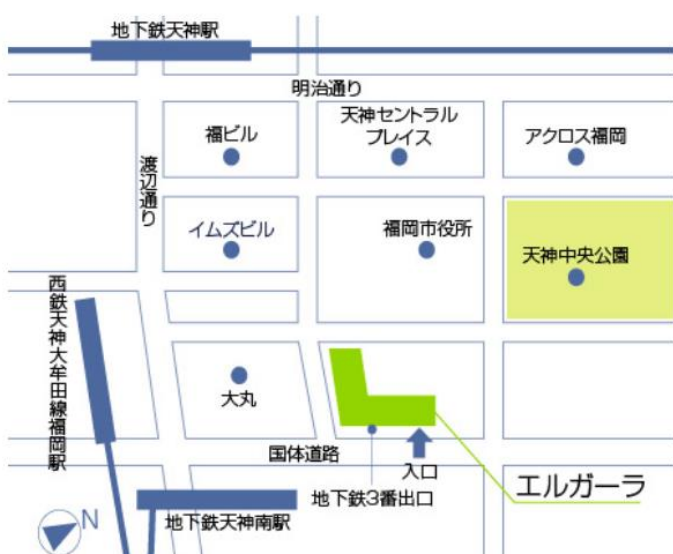 地下鉄天神駅
明治通り
福ビル
天神セントラル
プレイス
アクロス福岡
渡辺通り
イムズビル
福岡市役所
天神中央公園
西鉄天神大牟田線福岡駅
大丸
国体道路
入口
エルガーラ
地下鉄3番出口
地下鉄天神南駅
N